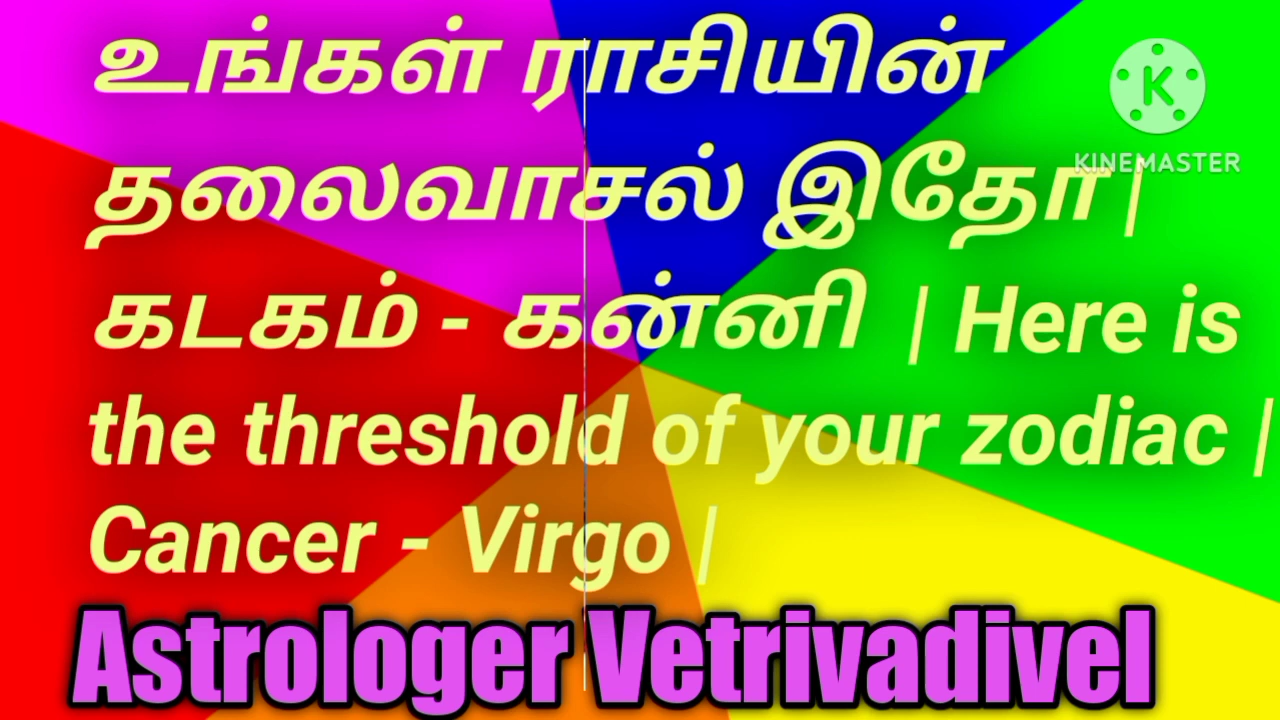 உங்கள் ராசியின்
தலைவாசல் இதோ |
கடகம் - கன்னி | Here is
the threshold of your zodiac |
Cancer - Virgo |
Astrologer Vetrivadivel
K
KINEMASTER